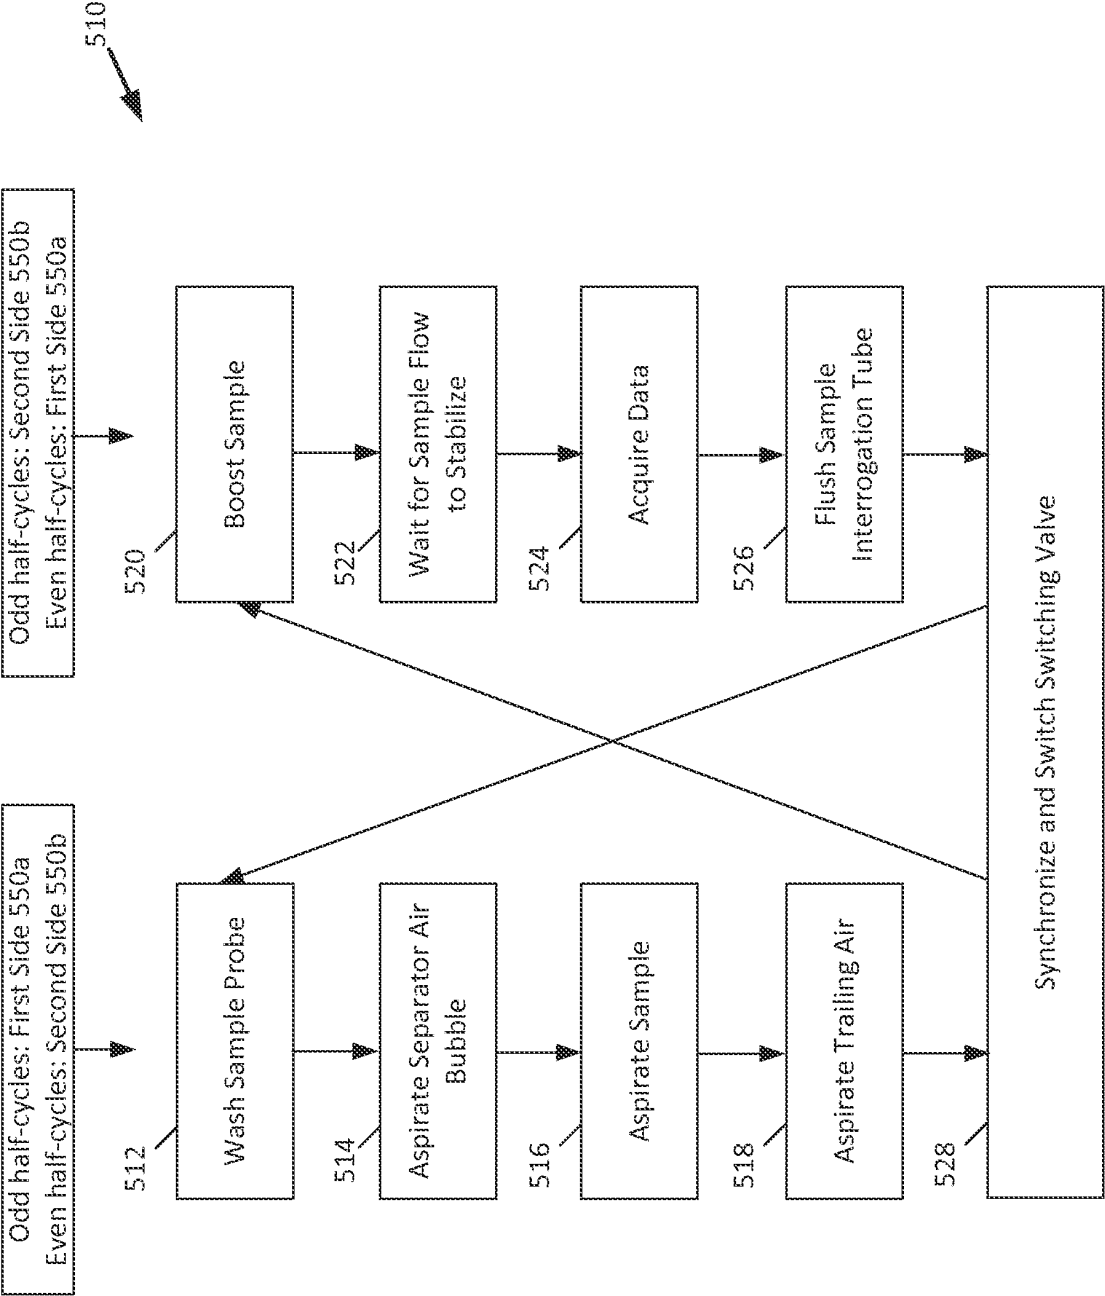 510
Odd half-cycles: First Side 550a
Even half-cycles: Second Side 550b
512
Wash Sample Probe
514
Aspirate Separator Air
Bubble
516
Aspirate Sample
518
Aspirate Trailing Air
Odd half-cycles: Second Side 550b
Even half-cycles: First Side 550a
520
Boost Sample
522
Wait for Sample Flow
to Stabilize
524
Acquire Data
526
Flush Sample
Interrogation Tube
528
Synchronize and Switch Switching Valve